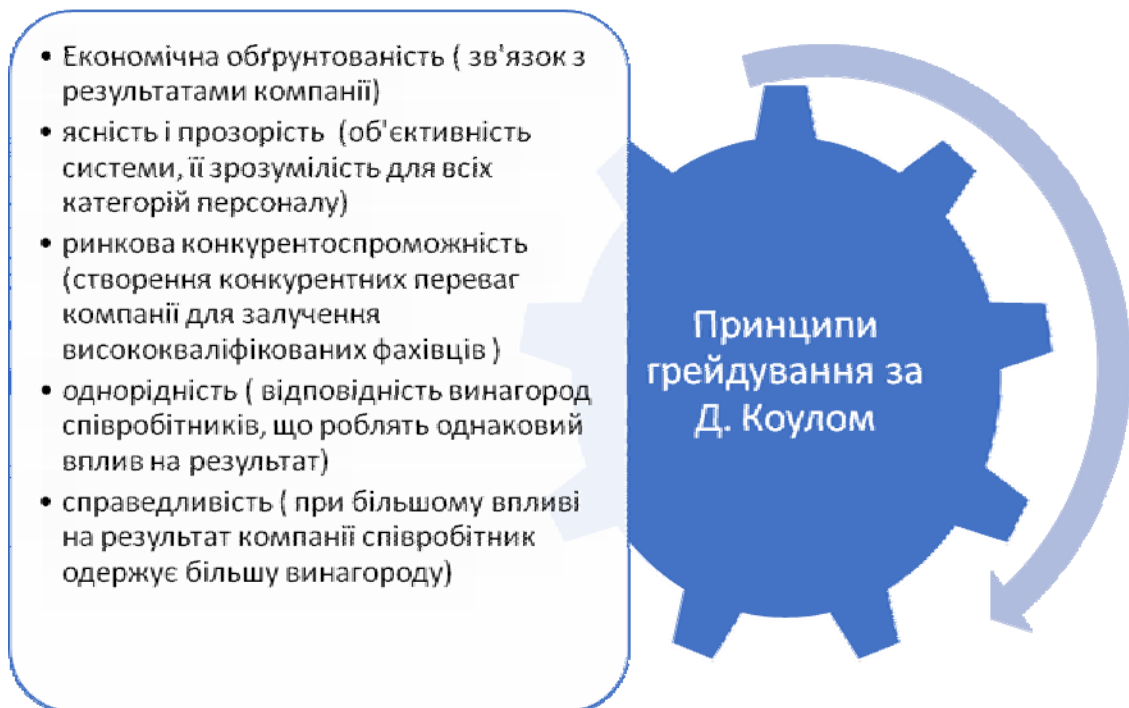 • Економічна обґрунтованість ( зв'язок з
результатами компанії)
• ясність і прозорість (об'єктивність
системи, її зрозумілість для всіх
категорій персоналу)
• ринкова конкурентоспроможність
(створення конкурентних переваг
компанії для залучення
висококваліфікованих фахівців )
• однорідність ( відповідність винагород
співробітників, що роблять однаковий
вплив на результат)
• справедливість ( при більшому впливі
на результат компанії співробітник
одержує більшу винагороду)
Принципи
грейдування за
Д. Коулом